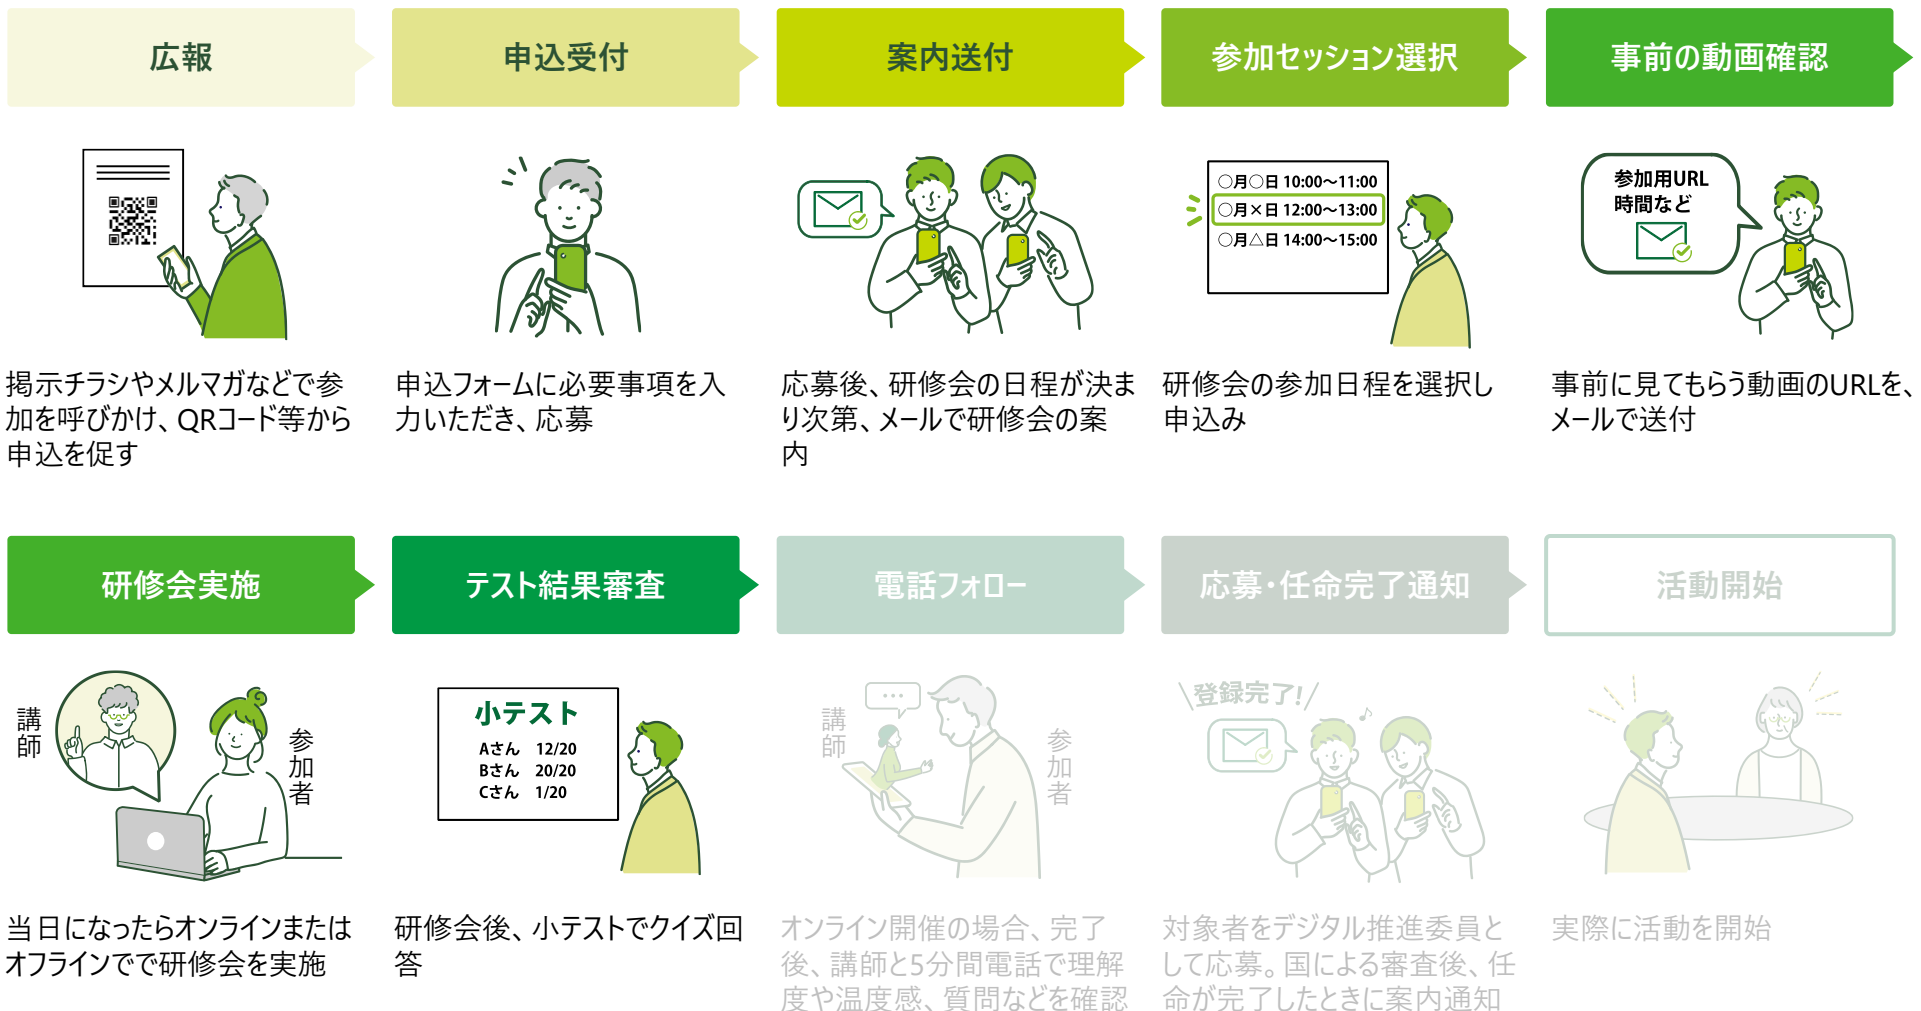 広報
申込受付
案内送付
参加セッション選択
事前の動画確認
○月○日 10:00～11:00
○月×日 12:00～13:00
○月△日 14:00～15:00
参加用URL
時間など
掲示チラシやメルマガなどで参
加を呼びかけ、QRコード等から
申込を促す
申込フォームに必要事項を入
力いただき、応募
応募後、研修会の日程が決ま
り次第、メールで研修会の案
内
研修会の参加日程を選択し
申込み
事前に見てもらう動画のURLを、
メールで送付
研修会実施
テスト結果審査
電話フォロー
応募・任命完了通知
活動開始
講師
参加者
小テスト
Aさん 12/20
Bさん 20/20
Cさん 1/20
講師
参加者
\登録完了!/
当日になったらオンラインまたは
オフラインでで研修会を実施
研修会後、小テストでクイズ回
答
オンライン開催の場合、完了
後、講師と5分間電話で理解
度や温度感、質問などを確認
対象者をデジタル推進委員と
して応募。国による審査後、任
命が完了したときに案内通知
実際に活動を開始